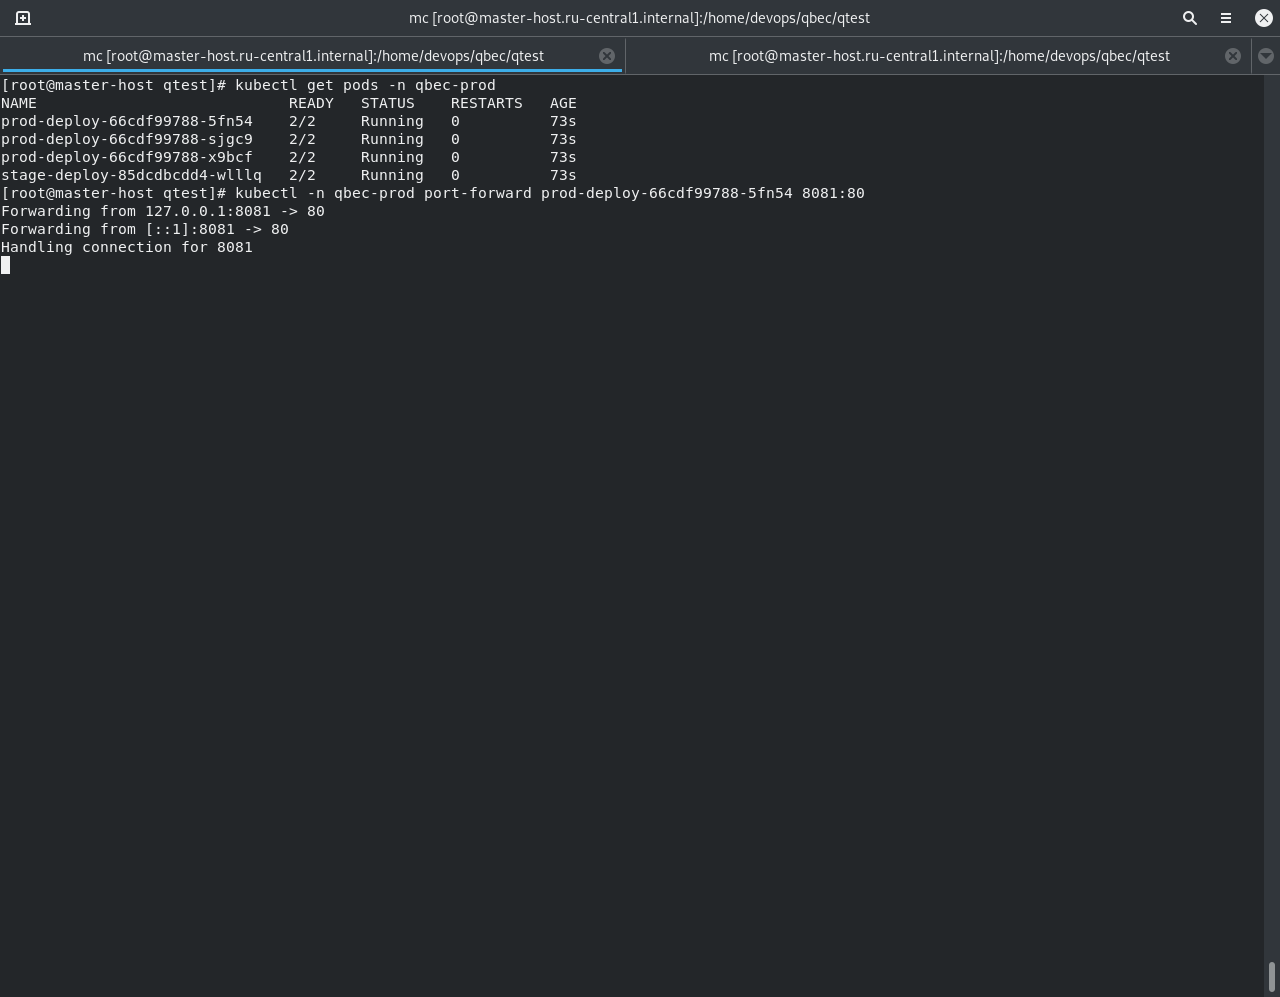 mc [root@master-host.ru-central1.internal]:/home/devops/qbec/qtest
mc [root@master-host.ru-central1.internal]:/home/devops/qbec/qtest
mc [root@master-host.ru-central1.internal]:/home/devops/qbec/qtest
[root@master-host qtest]# kubectl get pods -n qbec-prod
NAME                            READY   STATUS    RESTARTS   AGE
prod-deploy-66cdf99788-5fn54    2/2     Running   0          73s
prod-deploy-66cdf99788-sjgc9    2/2     Running   0          73s
prod-deploy-66cdf99788-x9bcf    2/2     Running   0          73s
stage-deploy-85dcdbcdd4-wlllq   2/2     Running   0          73s
[root@master-host qtest]# kubectl -n qbec-prod port-forward prod-deploy-66cdf99788-5fn54 8081:80
Forwarding from 127.0.0.1:8081 -> 80
Forwarding from [::1]:8081 -> 80
Handling connection for 8081